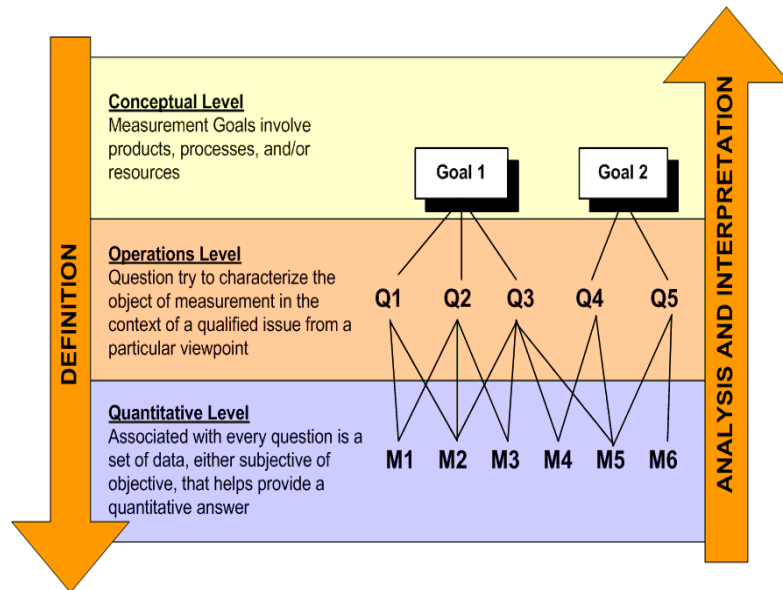 DEFINITION
Conceptual Level
Measurement Goals involve
products, processes, and/or
resources
Goal 1
Goal 2
Operations Level
Question try to characterize the
object of measurement in the
context of a qualified issue from a
particular viewpoint
Q1
Q2
Q3
Q4
Q5
Quantitative Level
Associated with every question is a
set of data, either subjective of
objective, that helps provide a
quantitative answer
M1
M2
M3
M4
M5
M6
ANALYSIS AND INTERPRETATION